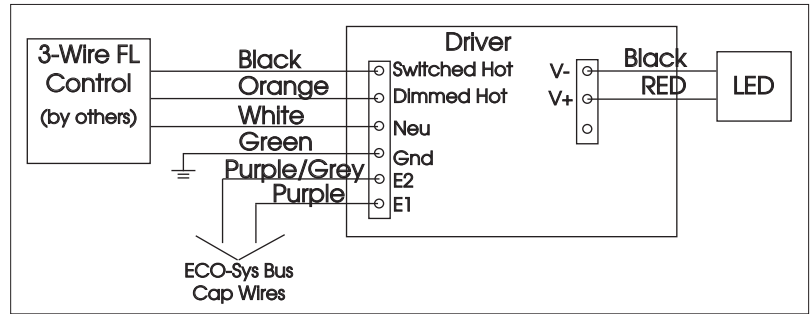 3-Wire FL
Control
(by others)
Black
Orange
White
Green
Purple/Grey
Purple
ECO-Sys Bus
Cap Wires
Driver
Switched Hot
Dimmed Hot
Neu
Gnd
E2
E1
V-
V+
Black
RED
LED